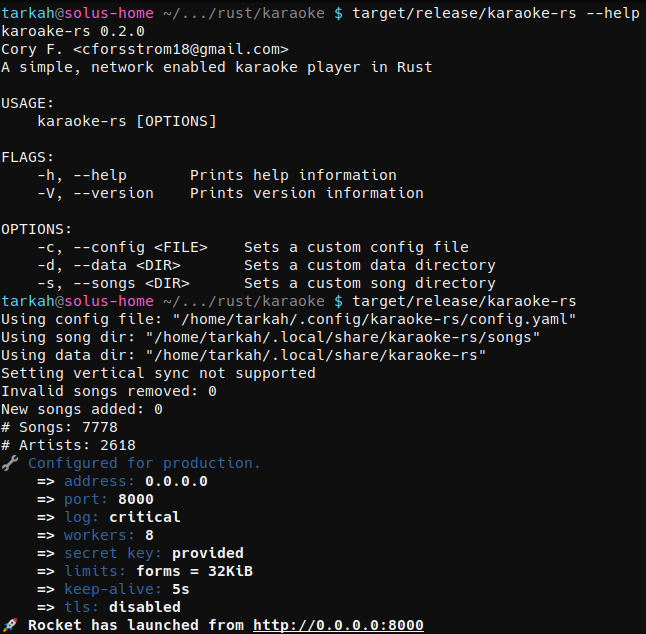 tarkah@solus-home ~/.../rust/karaoke $ target/release/karaoke-rs --help
karoake-rs 0.2.0
Cory F. <cforsstrom18@gmail.com>
A simple, network enabled karaoke player in Rust

USAGE:
    karaoke-rs [OPTIONS]

FLAGS:
    -h, --help       Prints help information
    -V, --version    Prints version information

OPTIONS:
    -c, --config <FILE>    Sets a custom config file
    -d, --data <DIR>       Sets a custom data directory
    -s, --songs <DIR>      Sets a custom song directory
tarkah@solus-home ~/.../rust/karaoke $ target/release/karaoke-rs
Using config file: "/home/tarkah/.config/karaoke-rs/config.yaml"
Using song dir: "/home/tarkah/.local/share/karaoke-rs/songs"
Using data dir: "/home/tarkah/.local/share/karaoke-rs"
Setting vertical sync not supported
Invalid songs removed: 0
New songs added: 0
# Songs: 7778
# Artists: 2618
🔧 Configured for production.
    => address: 0.0.0.0
    => port: 8000
    => log: critical
    => workers: 8
    => secret key: provided
    => limits: forms = 32KiB
    => keep-alive: 5s
    => tls: disabled
🚀 Rocket has launched from http://0.0.0.0:8000